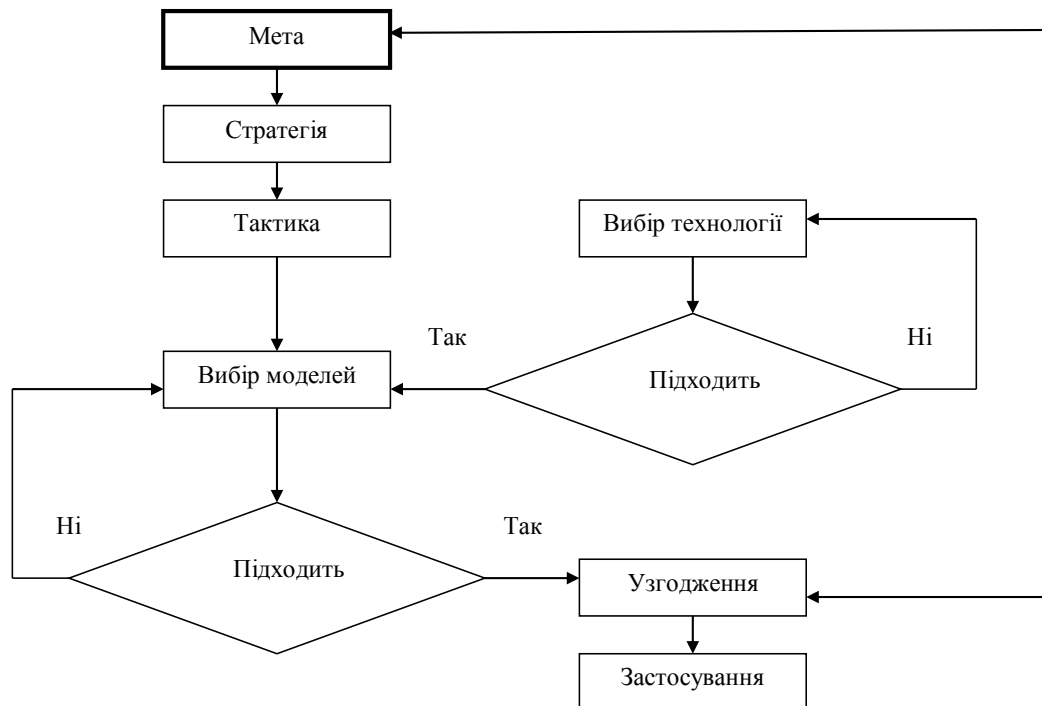 Мета
Стратегія
Тактика
Вибір технології
Так
Ні
Вибір моделей
Підходить
Ні
Так
Підходить
Узгодження
Застосування